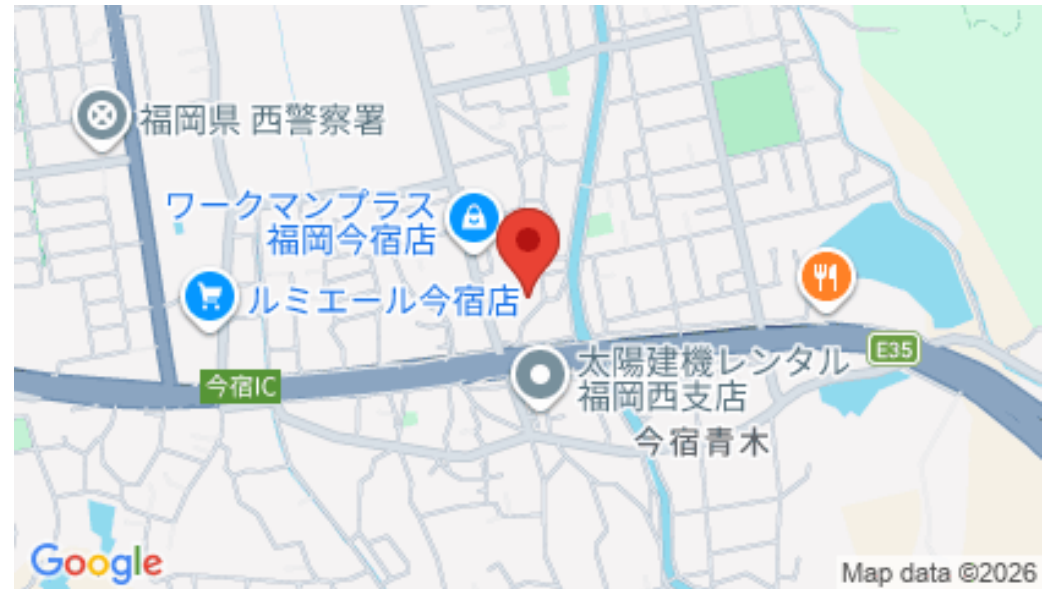 福岡県 西警察署
ワークマンプラス
福岡今宿店
ルミエール今宿店
太陽建機レンタル
福岡西支店
E35
今宿IC
今宿青木
Google
Map data ©2026